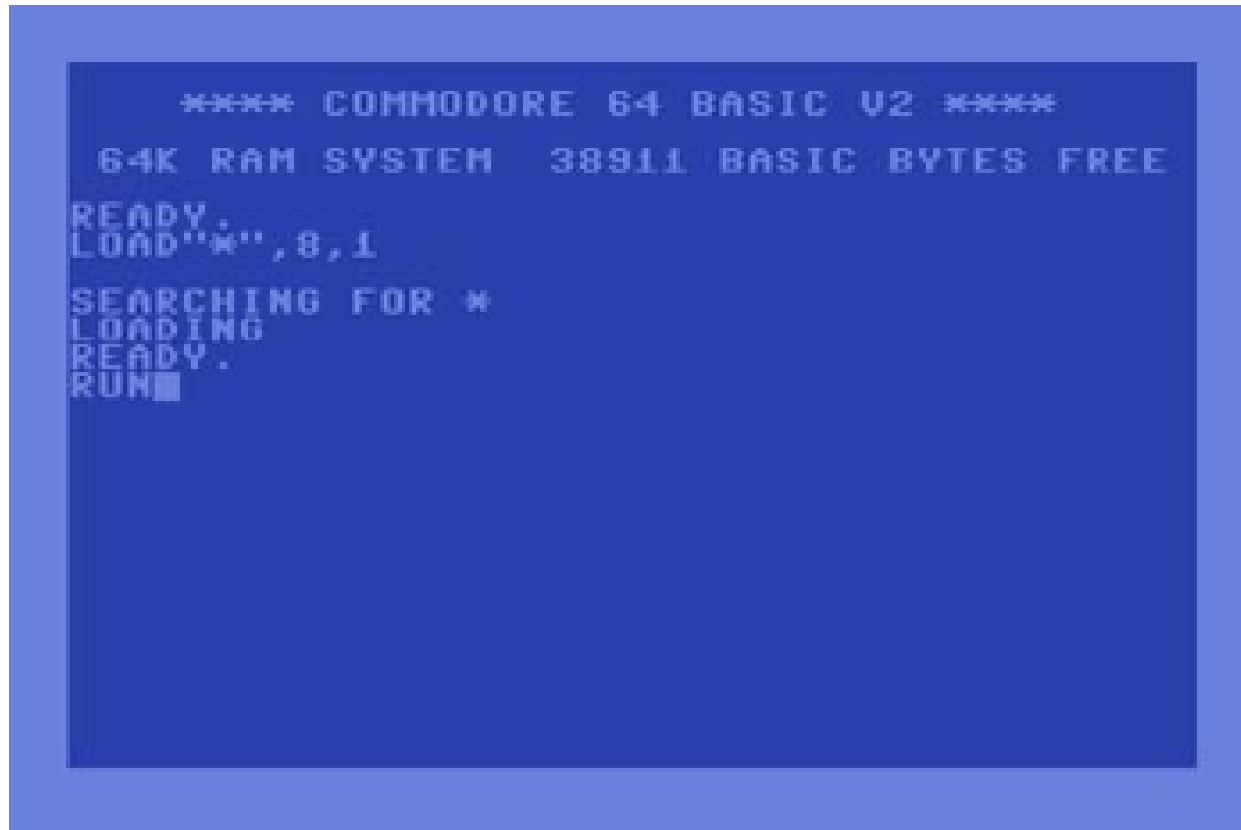 **** COMMODORE 64 BASIC V2 ****
64K RAM SYSTEM  38911 BASIC BYTES FREE
READY.
LOAD"*",8,1
SEARCHING FOR *
LOADING
READY.
RUN